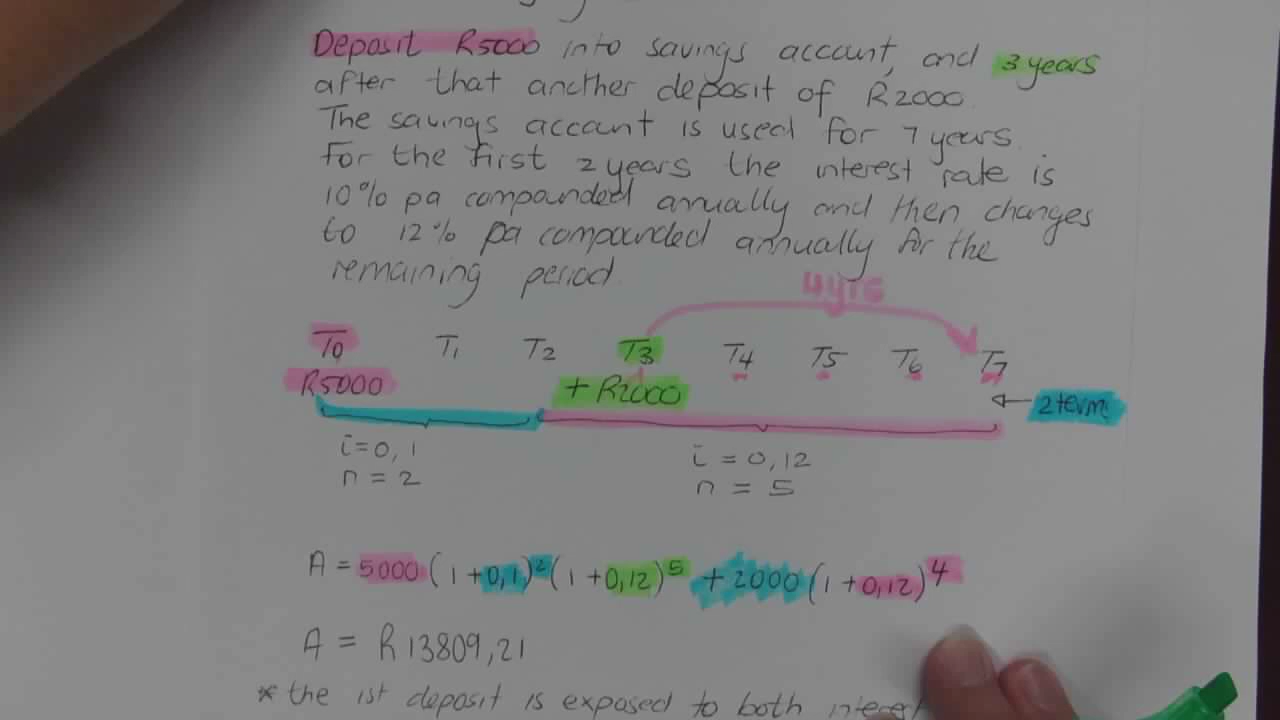 Deposit R5000 into savings account, and 3 years
after that another deposit of R2000.
The savings account is used for 7 years.
For the first 2 years the interest rate is
10% pa compounded annually and then changes
to 12% pa compounded annually for the
remaining period.
4yrs
T0 T1 T2 T3 T4 T5 T6 T7
R5000 + R2000
2 term
i=0,1
n = 2
i = 0,12
n = 5
A = 5000(1+0,1)²(1+0,12)⁵ + 2000(1+0,12)⁴
A = R13809,21
* the 1st deposit is exposed to both